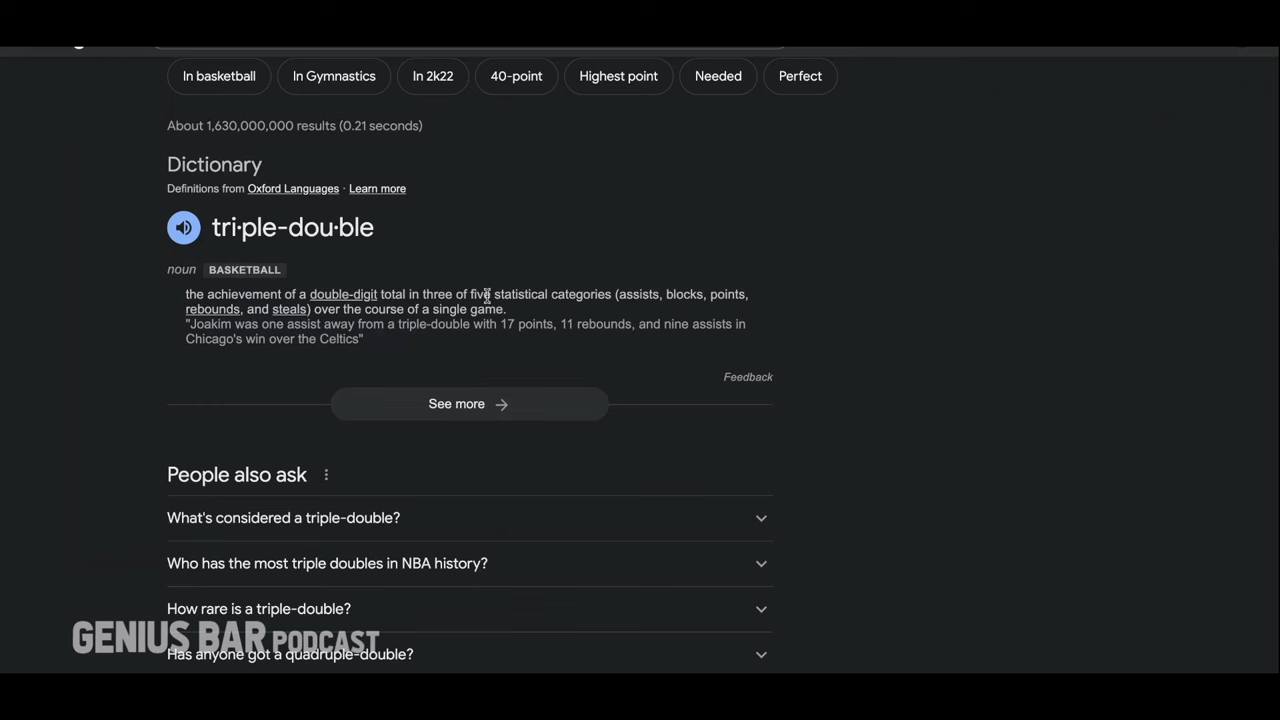 In basketball
In Gymnastics
In 2k22
40-point
Highest point
Needed
Perfect
About 1,630,000,000 results (0.21 seconds)
Dictionary
Definitions from Oxford Languages · Learn more
tri·ple-dou·ble
noun BASKETBALL
the achievement of a double-digit total in three of five statistical categories (assists, blocks, points,
rebounds, and steals) over the course of a single game.
"Joakim was one assist away from a triple-double with 17 points, 11 rebounds, and nine assists in
Chicago's win over the Celtics"
Feedback
See more
People also ask
What's considered a triple-double?
Who has the most triple doubles in NBA history?
How rare is a triple-double?
GENIUS BAR PODCAST
Has anyone got a quadruple-double?